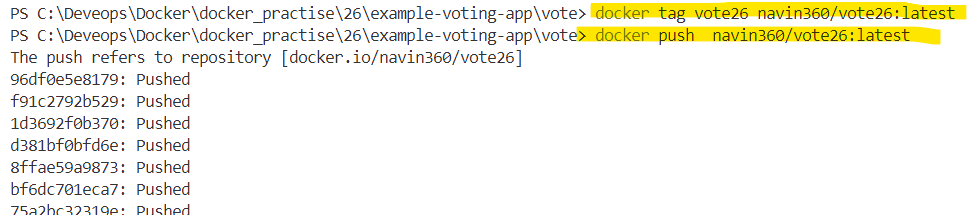 PS C:\Deveops\Docker\docker_practise\26\example-voting-app\vote> docker tag vote26 navin360/vote26:latest
PS C:\Deveops\Docker\docker_practise\26\example-voting-app\vote> docker push  navin360/vote26:latest
The push refers to repository [docker.io/navin360/vote26]
96df0e5e8179: Pushed
f91c2792b529: Pushed
1d3692f0b370: Pushed
d381bf0bfd6e: Pushed
8ffae59a9873: Pushed
bf6dc701eca7: Pushed
75a2bc32319e: Pushed